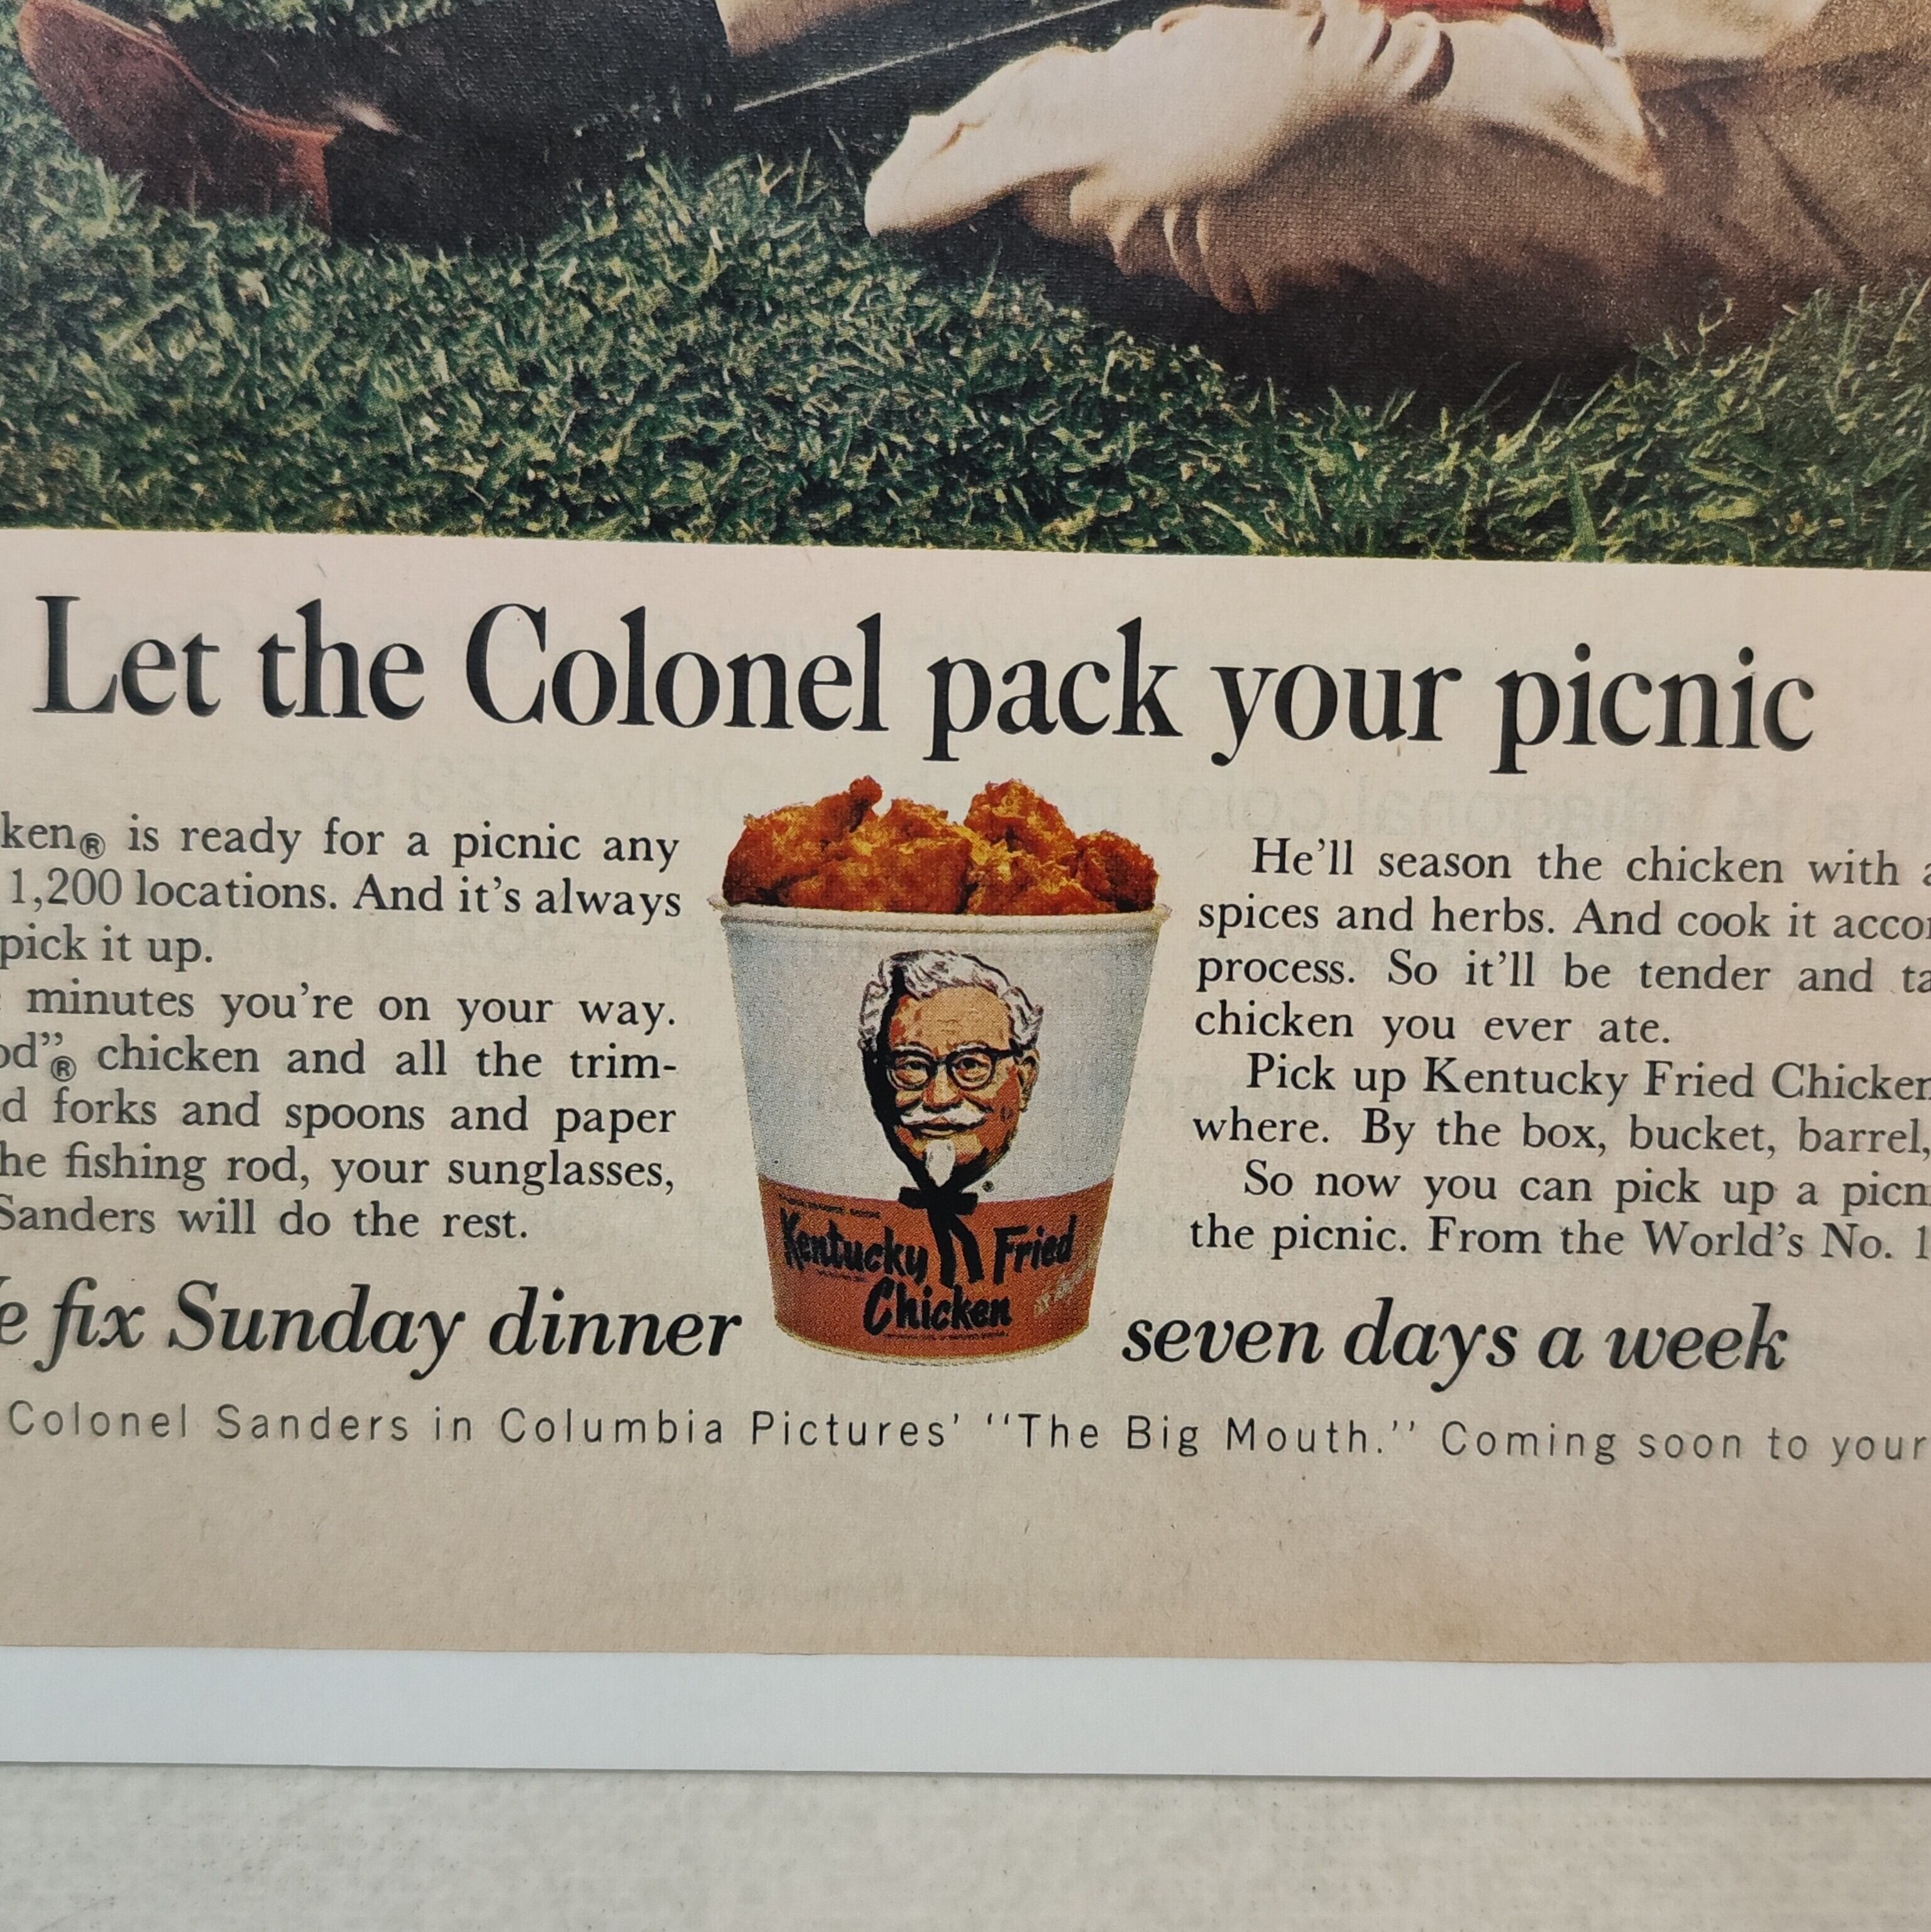 Let the Colonel pack your picnic
ken® is ready for a picnic any
1,200 locations. And it's always
pick it up.
minutes you're on your way.
od”® chicken and all the trim-
d forks and spoons and paper
he fishing rod, your sunglasses,
Sanders will do the rest.
He'll season the chicken with
spices and herbs. And cook it accor
process. So it'll be tender and ta
chicken you ever ate.
Pick up Kentucky Fried Chicken
where. By the box, bucket, barrel,
So now you can pick up a picn
the picnic. From the World's No. 1
Kentucky Fried
Chicken
®
e fix Sunday dinner seven days a week
Colonel Sanders in Columbia Pictures' "The Big Mouth." Coming soon to your